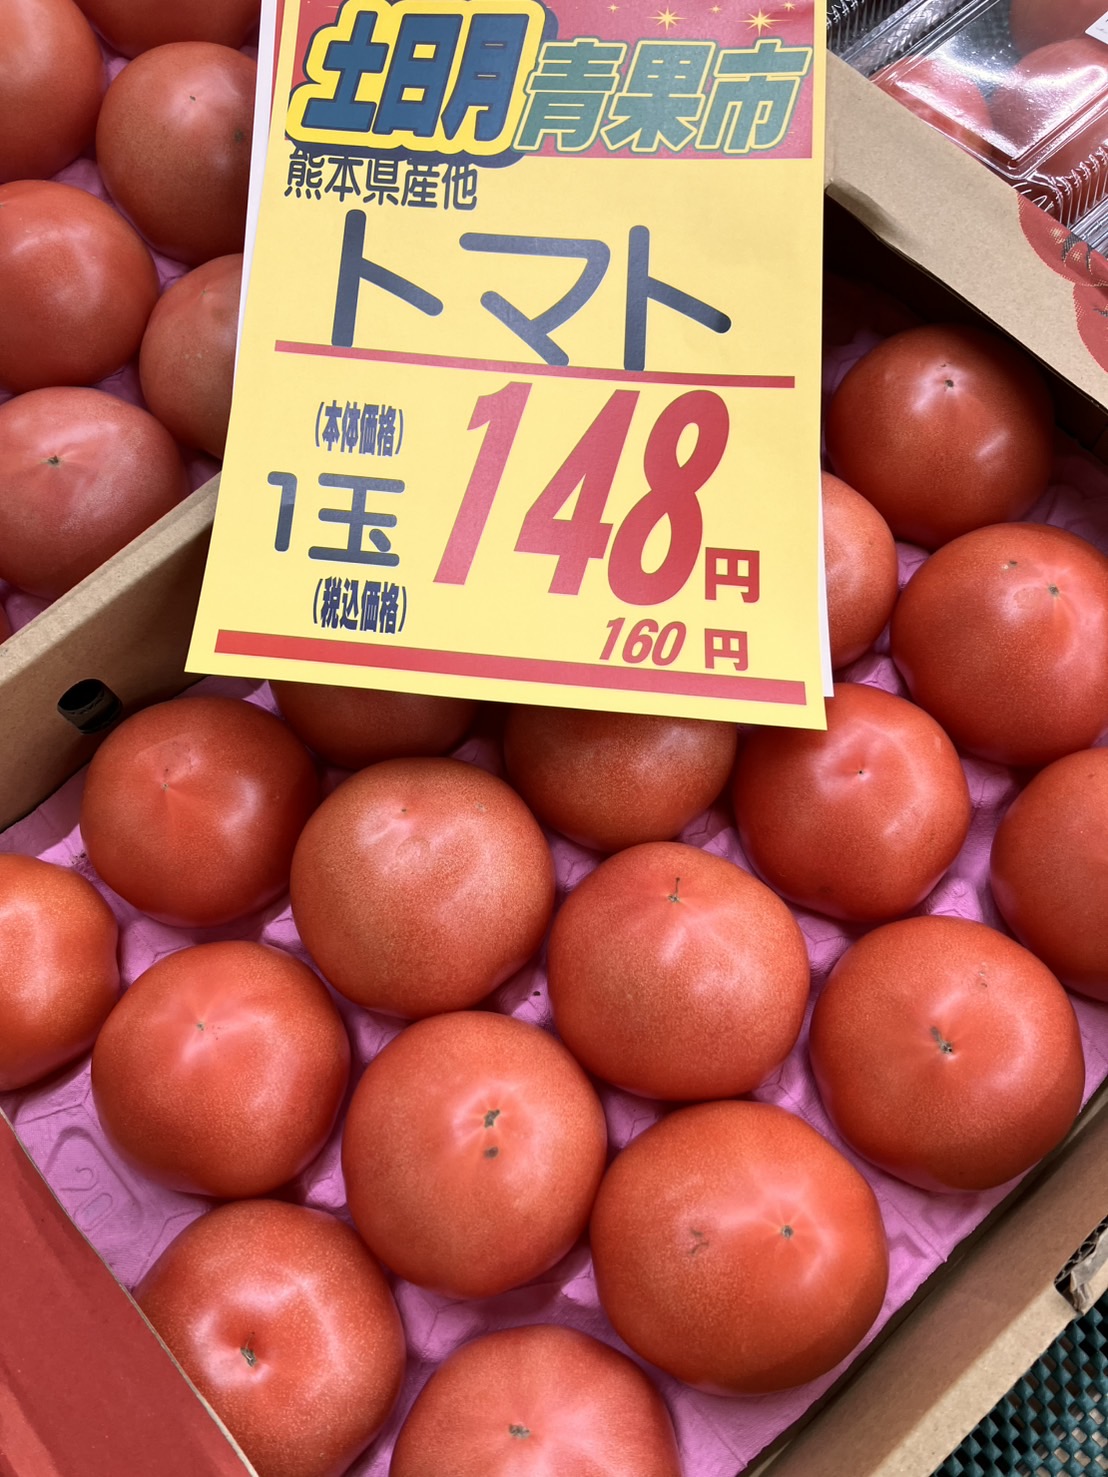 土日月青果市
熊本県産他
トマト
(本体価格)
1玉
148円
(税込価格)
160円
20